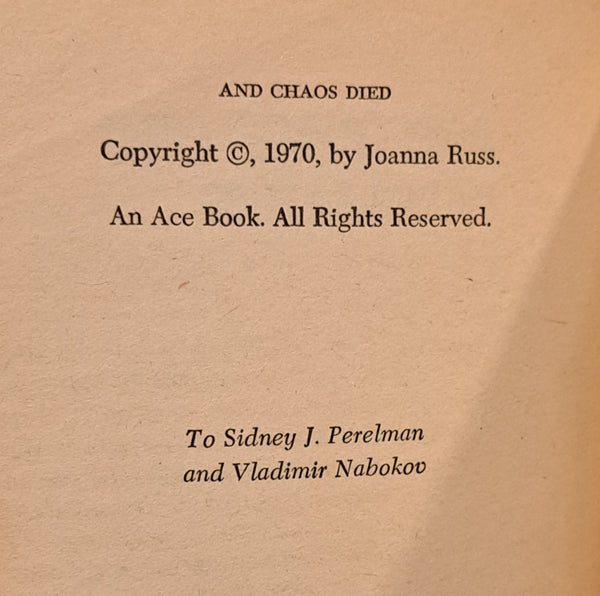 AND CHAOS DIED
Copyright ©, 1970, by Joanna Russ.
An Ace Book. All Rights Reserved.
To Sidney J. Perelman
and Vladimir Nabokov